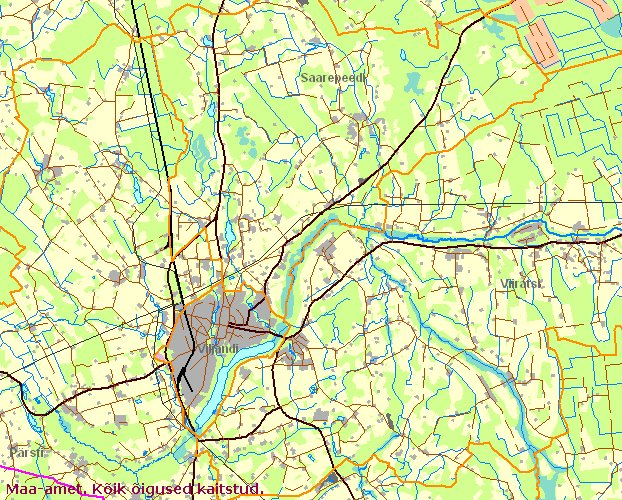 Saarepeedi
Viiratsi
Viljandi
Pärsti
Maa-amet. Kõik õigused kaitstud.